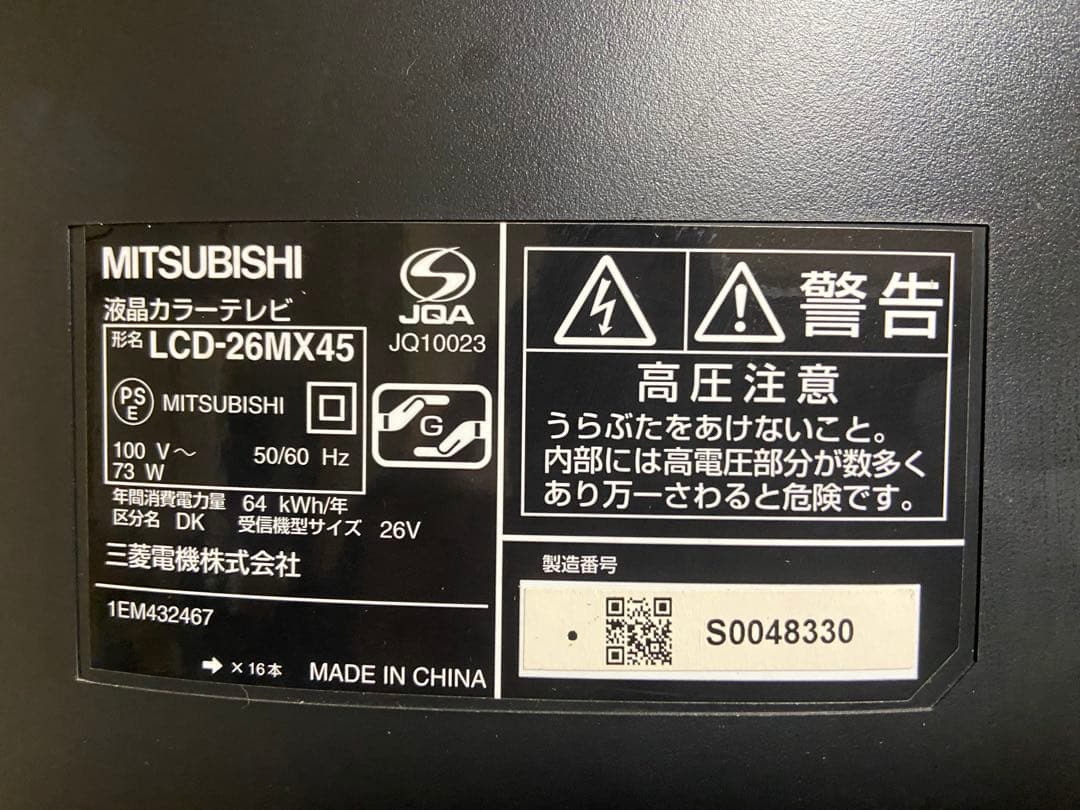 MITSUBISHI
液晶カラーテレビ
形名 LCD-26MX45
PS
E
MITSUBISHI
100 V～ 50/60 Hz
73 W
年間消費電力量 64 kWh/年
区分名 DK 受信機型サイズ 26V
三菱電機株式会社
1EM432467
➡ × 16本 MADE IN CHINA
JQA
JQ10023
G
警告
高圧注意
うらぶたをあけないこと。
内部には高電圧部分が数多く
あり万一さわると危険です。
製造番号
S0048330